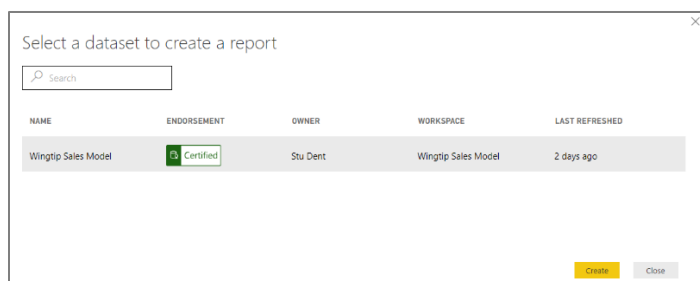 Select a dataset to create a report
Search
NAME ENDORSEMENT OWNER WORKSPACE LAST REFRESHED
Wingtip Sales Model Certified Stu Dent Wingtip Sales Model 2 days ago
Create Close